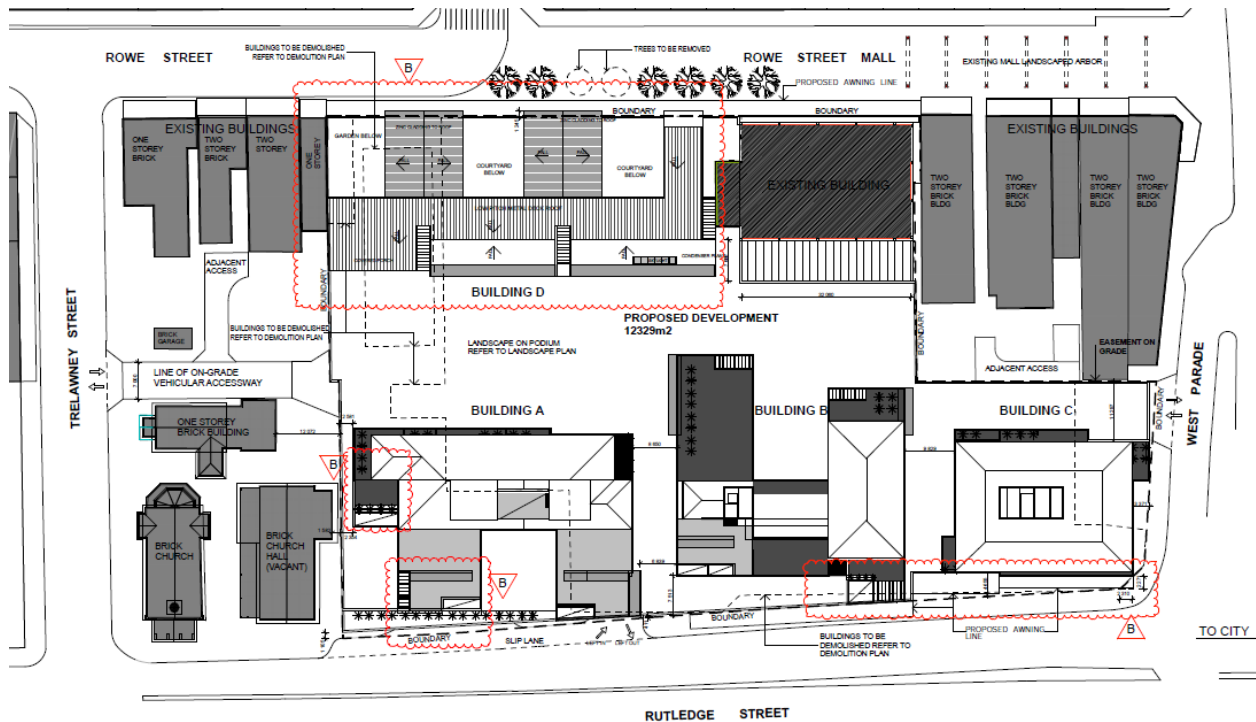 ROWE STREET
BUILDINGS TO BE DEMOLISHED
REFER TO DEMOLITION PLAN
B
TREES TO BE REMOVED
ROWE STREET MALL
EXISTING MALL LANDSCAPED ARBOR
PROPOSED AWNING LINE
BOUNDARY
BOUNDARY
EXISTING BUILDINGS
ONE
STOREY
BRICK
TWO
STOREY
BRICK
TWO
STOREY
ONE
STOREY
GARDEN BELOW
COURTYARD
BELOW
COURTYARD
BELOW
EXISTING BUILDING
EXISTING BUILDINGS
TWO
STOREY
BRICK
BLDG
TWO
STOREY
BRICK
BLDG
TWO
STOREY
BRICK
BLDG
TWO
STOREY
BRICK
BLDG
ADJACENT
ACCESS
BOUNDARY
BUILDING D
PROPOSED DEVELOPMENT
12329m2
BUILDINGS TO BE DEMOLISHED
REFER TO DEMOLITION PLAN
BRICK
GARAGE
LANDSCAPE ON PODIUM
REFER TO LANDSCAPE PLAN
BOUNDARY
EASEMENT ON
GRADE
ADJACENT ACCESS
TRELAWNEY STREET
LINE OF ON-GRADE
VEHICULAR ACCESSWAY
BUILDING A
BUILDING B
BUILDING C
BOUNDARY
WEST PARADE
ONE STOREY
BRICK BUILDING
B
BRICK
CHURCH
BRICK
CHURCH HALL
(VACANT)
B
BOUNDARY
SLIP LANE
BOUNDARY
BUILDINGS TO BE
DEMOLISHED REFER TO
DEMOLITION PLAN
PROPOSED AWNING
LINE
B
TO CITY
RUTLEDGE STREET